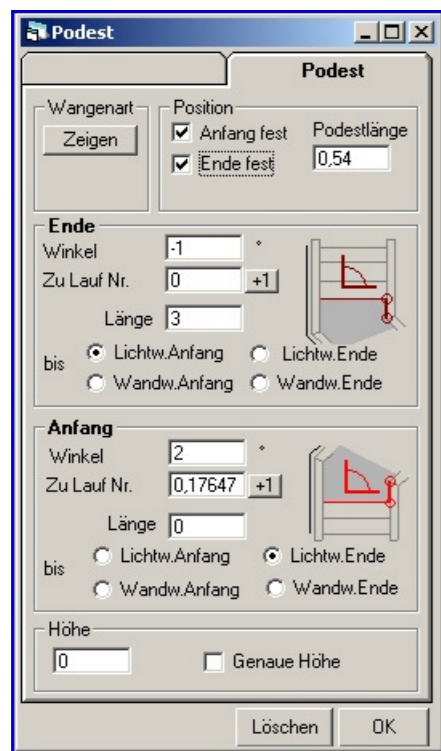 Podest
Podest
Wangenart
Zeigen
Position
Anfang fest
Ende fest
Podestlänge
0,54
Ende
Winkel -1 °
Zu Lauf Nr. 0 +1
Länge 3
bis
Lichtw.Anfang Lichtw.Ende
Wandw.Anfang Wandw.Ende
Anfang
Winkel 2 °
Zu Lauf Nr. 0,17647 +1
Länge 0
bis
Lichtw.Anfang Lichtw.Ende
Wandw.Anfang Wandw.Ende
Höhe
0 Genaue Höhe
Löschen OK